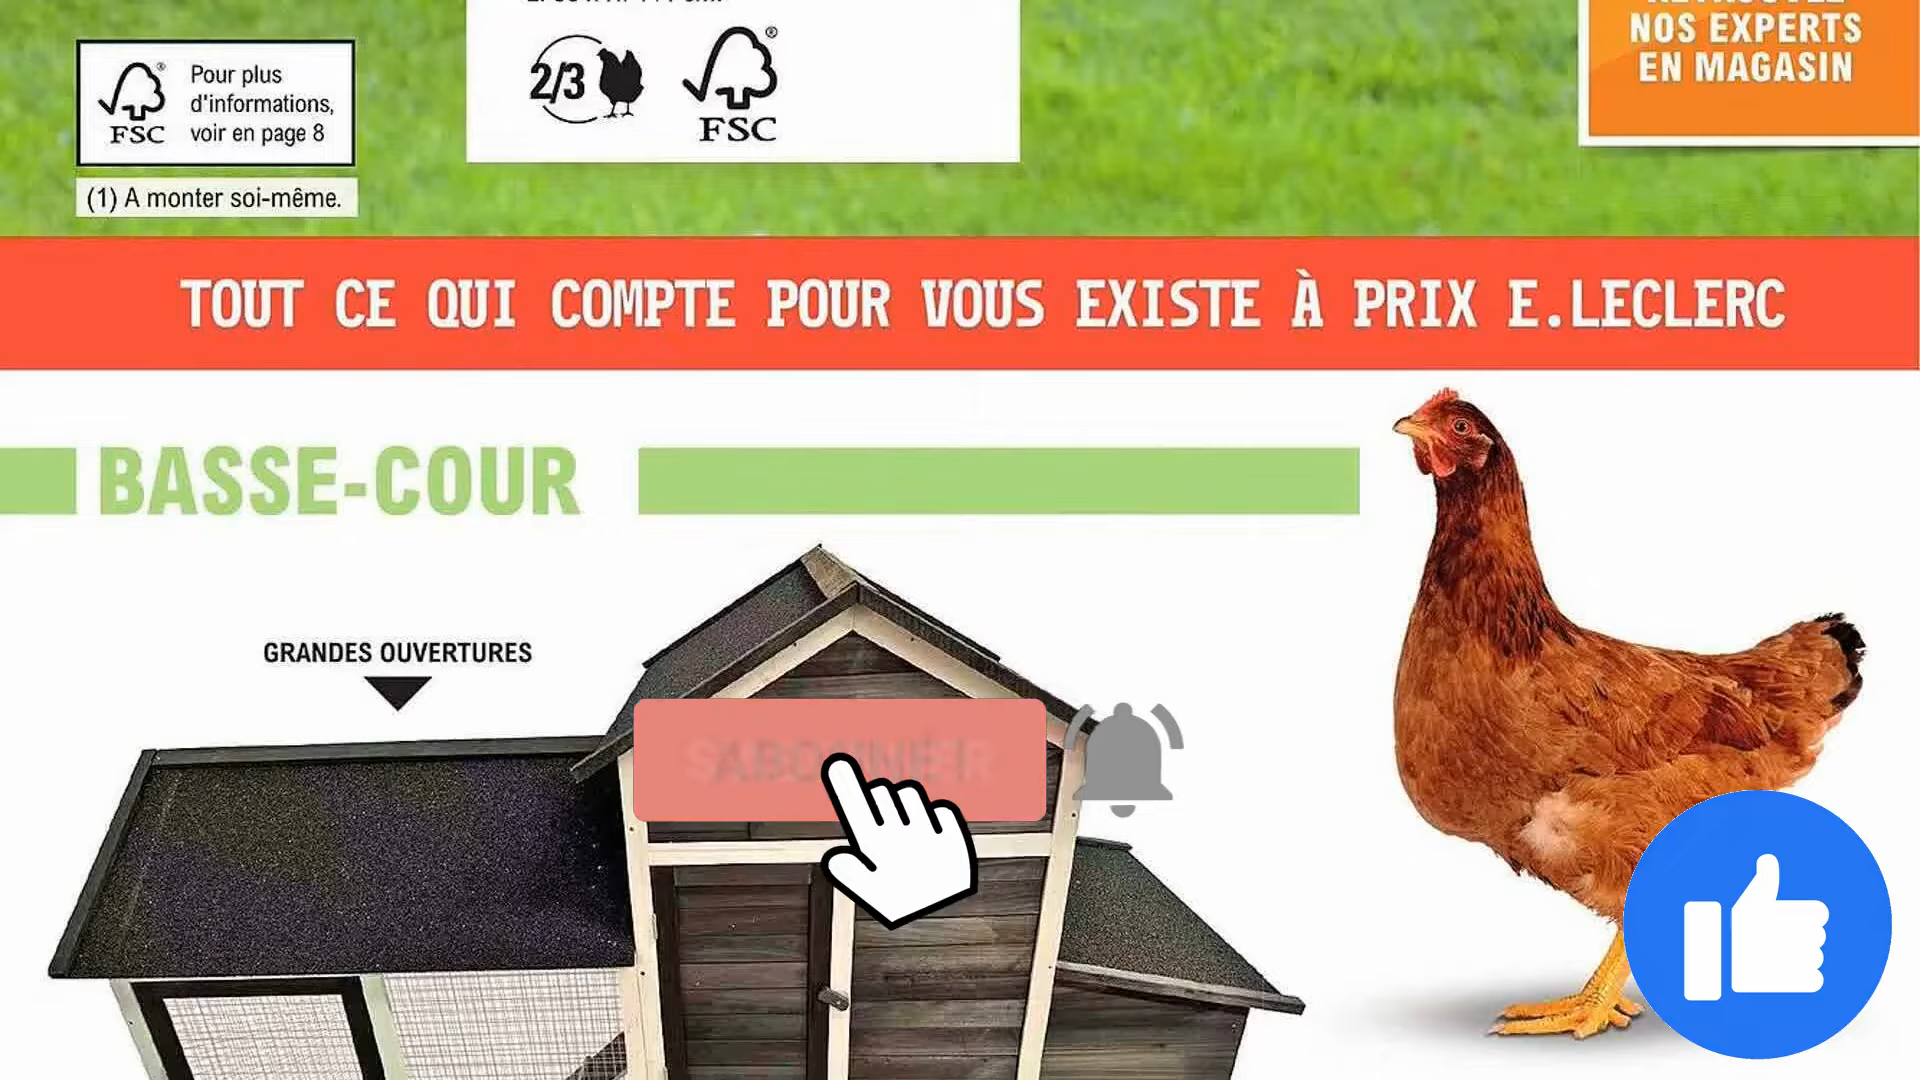 NOS EXPERTS
EN MAGASIN
2/3
FSC
®
FSC
®
Pour plus
d'informations,
voir en page 8
(1) A monter soi-même.
TOUT CE QUI COMPTE POUR VOUS EXISTE À PRIX E.LECLERC
BASSE-COUR
GRANDES OUVERTURES